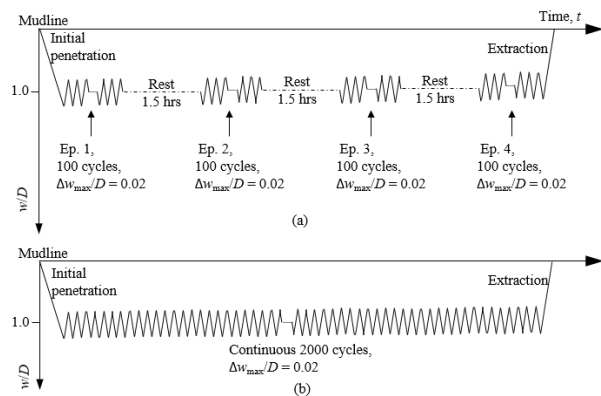 Mudline
Time, t
Initial
penetration
Extraction
1.0
Rest
1.5 hrs
Rest
1.5 hrs
Rest
1.5 hrs
Ep. 1,
100 cycles,
Δwmax/D = 0.02
Ep. 2,
100 cycles,
Δwmax/D = 0.02
Ep. 3,
100 cycles,
Δwmax/D = 0.02
Ep. 4,
100 cycles,
Δwmax/D = 0.02
w/D
(a)
Mudline
Initial
penetration
Extraction
1.0
Continuous 2000 cycles,
Δwmax/D = 0.02
w/D
(b)